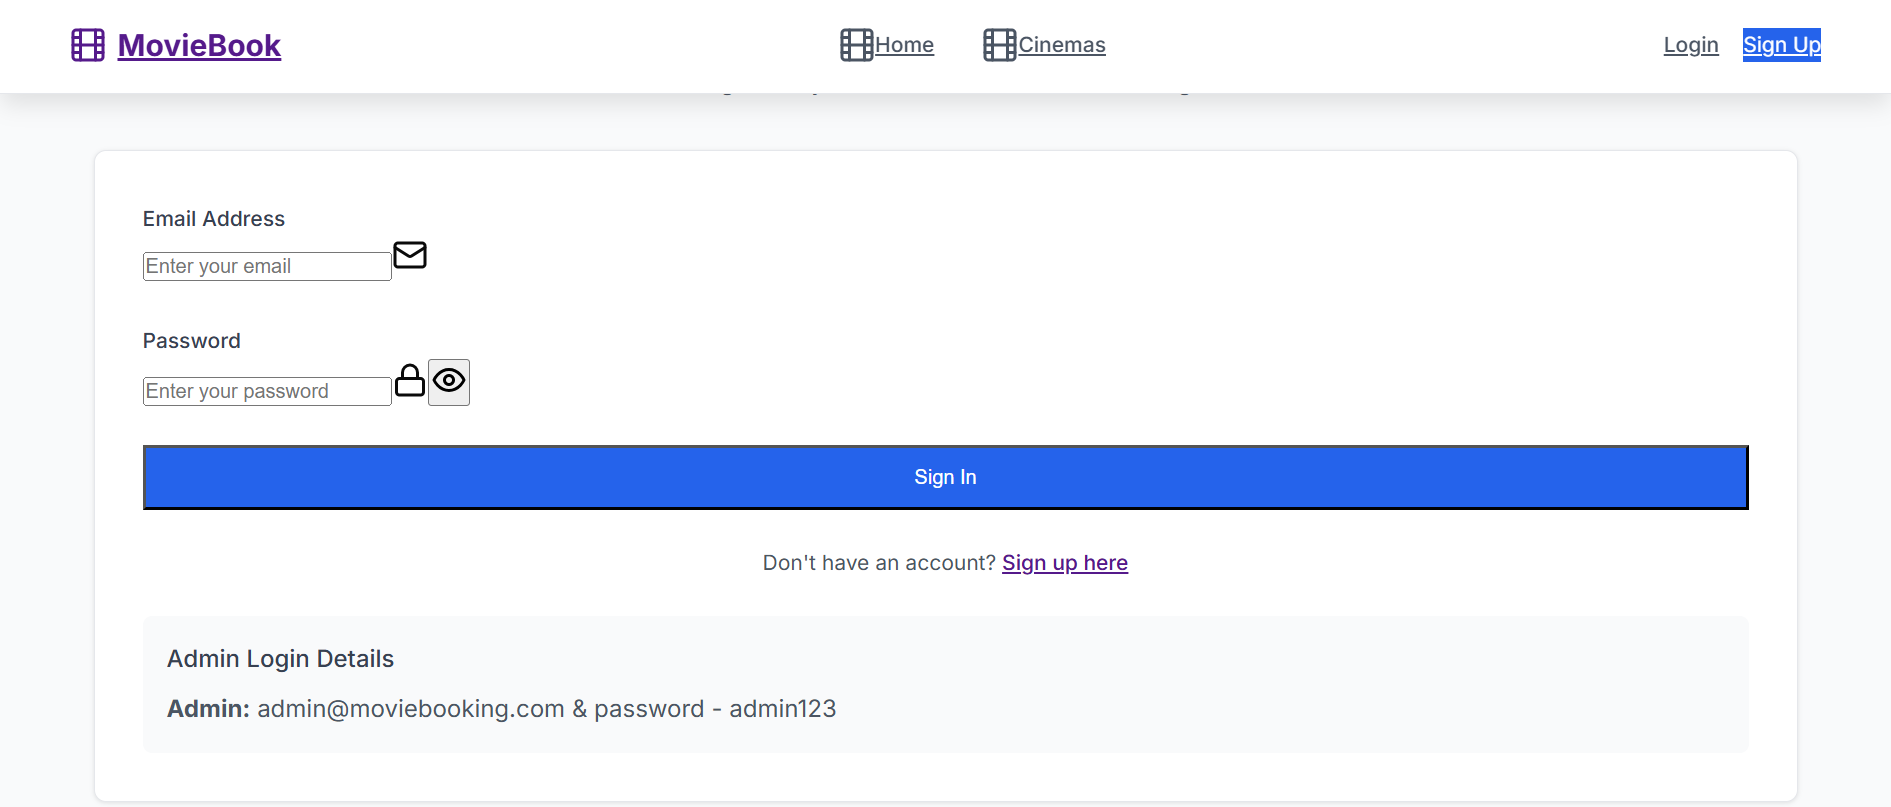 MovieBook
Home
Cinemas
Login
Sign Up
Email Address
Enter your email
Password
Enter your password
Sign In
Don't have an account? Sign up here
Admin Login Details
Admin: admin@moviebooking.com & password - admin123